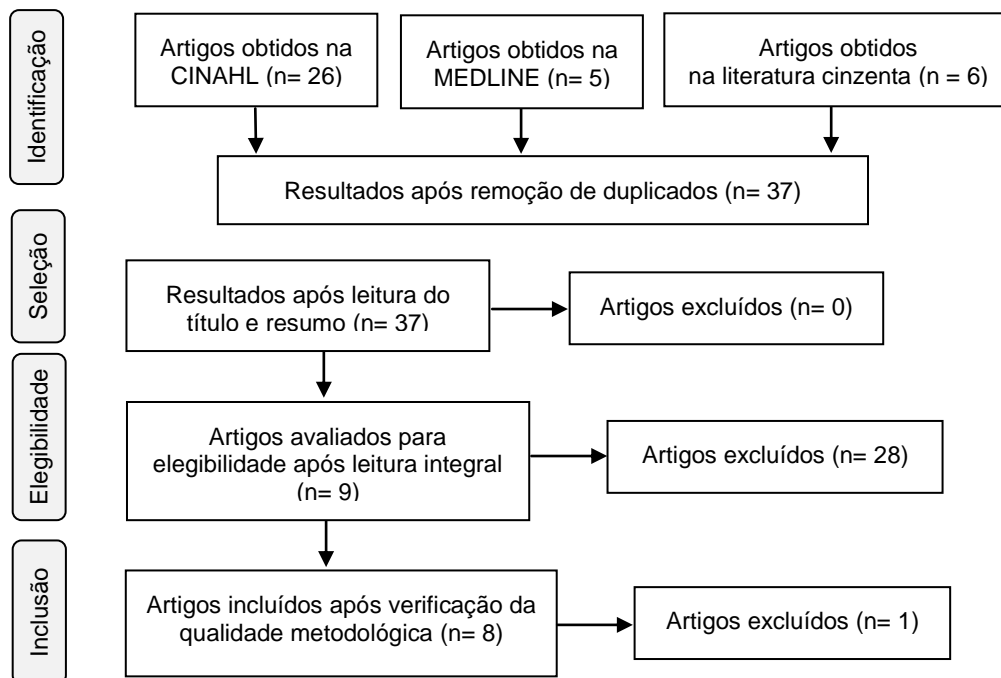 Identificação
Artigos obtidos na
CINAHL (n= 26)
Artigos obtidos na
MEDLINE (n= 5)
Artigos obtidos
na literatura cinzenta (n = 6)
Resultados após remoção de duplicados (n= 37)
Seleção
Resultados após leitura do
título e resumo (n= 37)
Artigos excluídos (n= 0)
Elegibilidade
Artigos avaliados para
elegibilidade após leitura integral
(n= 9)
Artigos excluídos (n= 28)
Inclusão
Artigos incluídos após verificação da
qualidade metodológica (n= 8)
Artigos excluídos (n= 1)